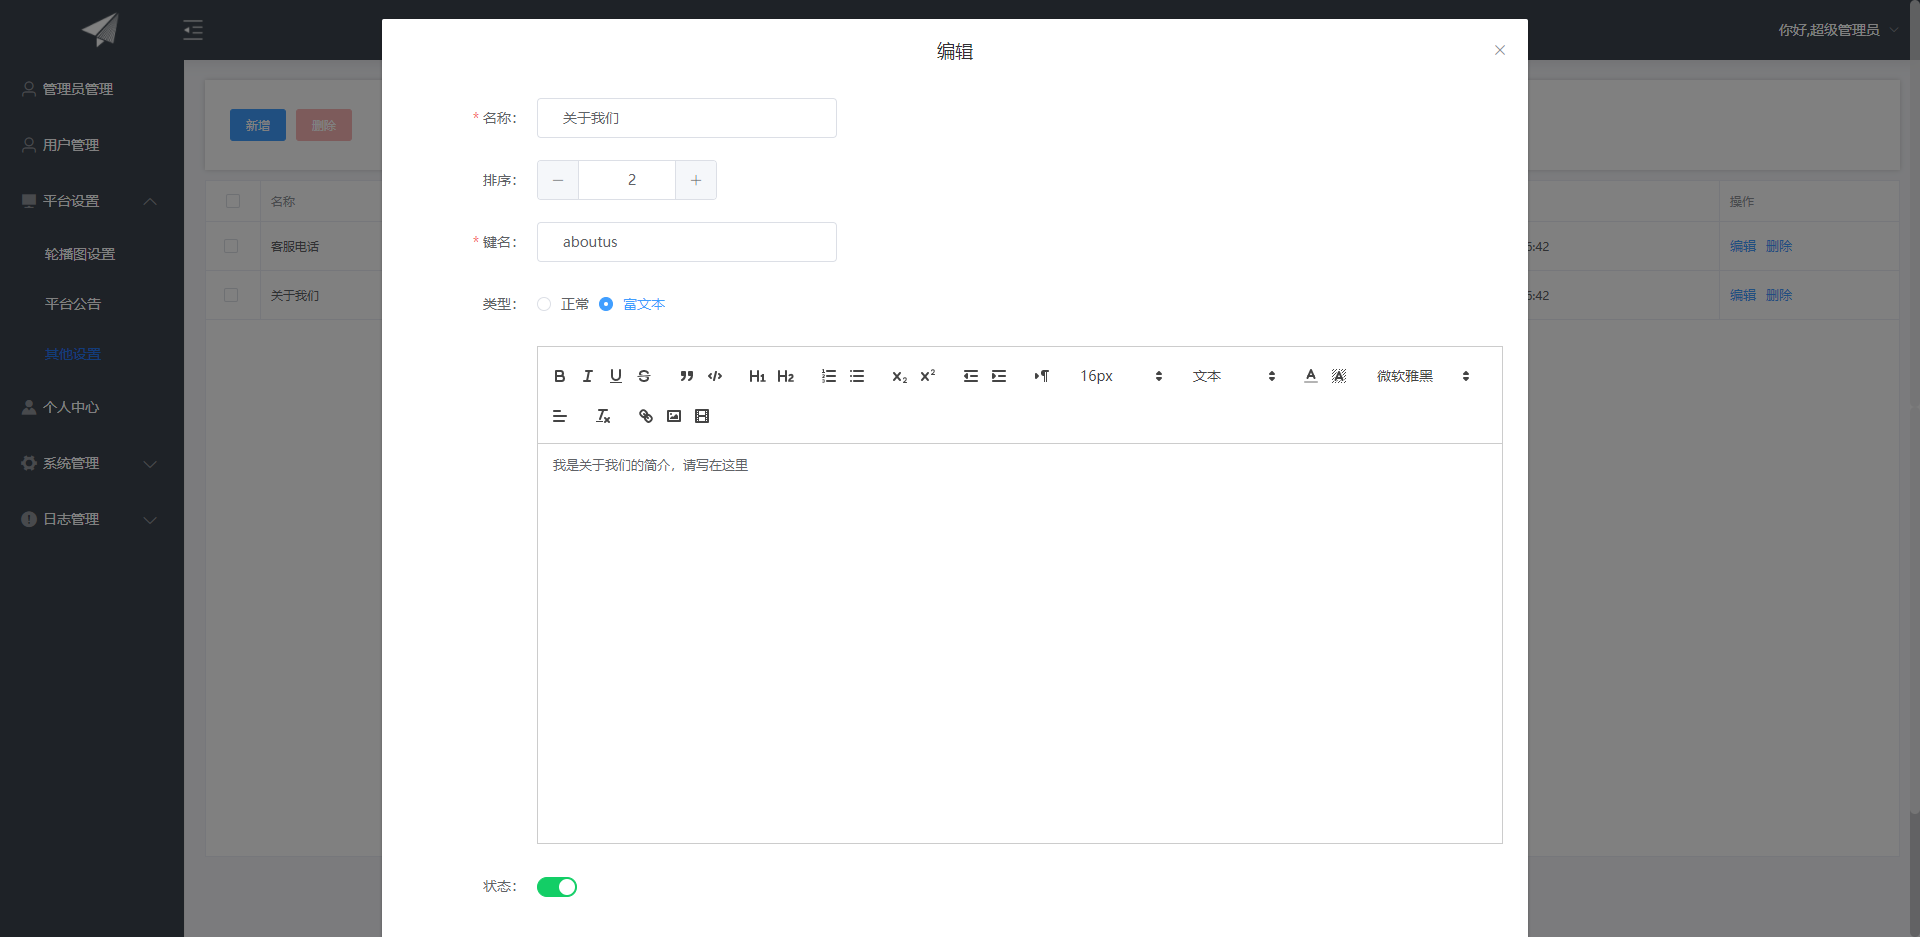 你好,超级管理员
管理员管理
用户管理
平台设置
轮播图设置
平台公告
其他设置
个人中心
系统管理
日志管理
新增 删除
名称 操作
客服电话 6:42 编辑 删除
关于我们 6:42 编辑 删除
编辑
* 名称: 关于我们
排序: 2
* 键名: aboutus
类型: 正常 富文本
B I U S H1 H2 x2 x2 16px 文本 A A 微软雅黑
Tx
我是关于我们的简介，请写在这里
状态: